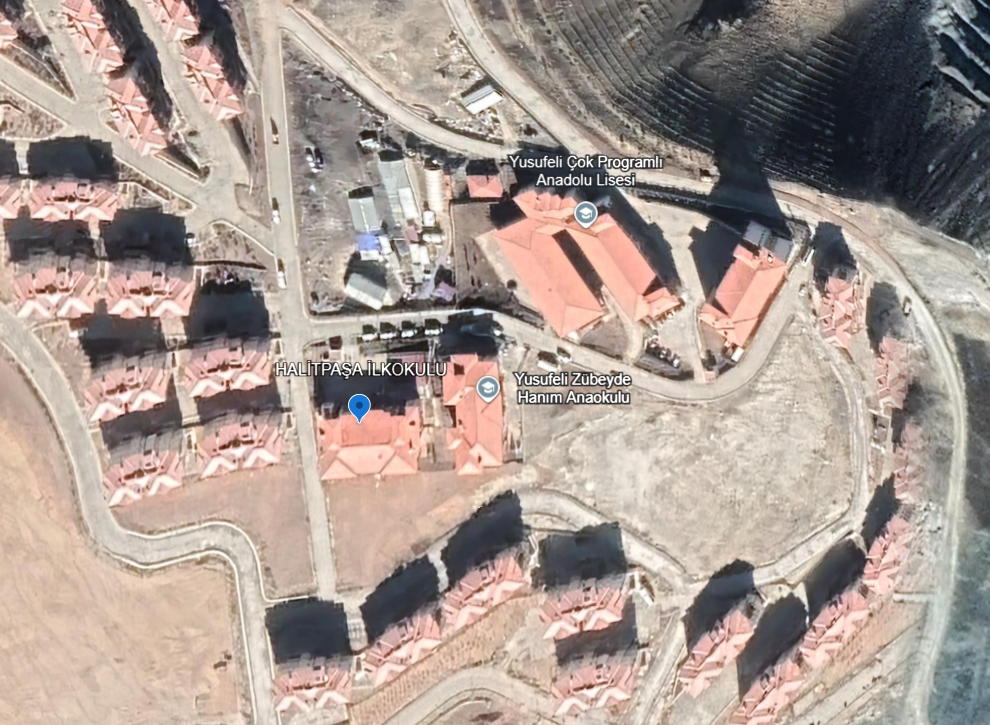 Yusufeli Çok Programlı
Anadolu Lisesi
HALİTPAŞA İLKOKULU
Yusufeli Zübeyde
Hanım Anaokulu